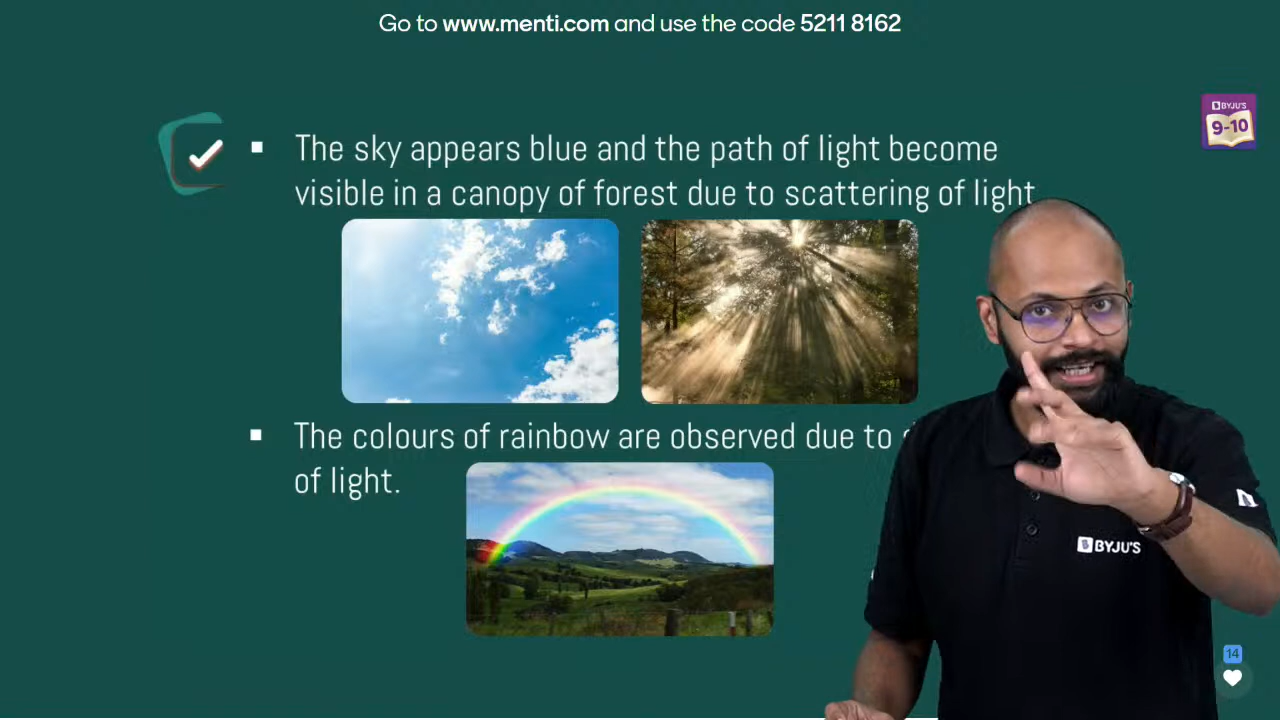 Go to www.menti.com and use the code 5211 8162
BYJU'S
9-10
▪ The sky appears blue and the path of light become
visible in a canopy of forest due to scattering of light
▪ The colours of rainbow are observed due to
of light.
BYJU'S
14